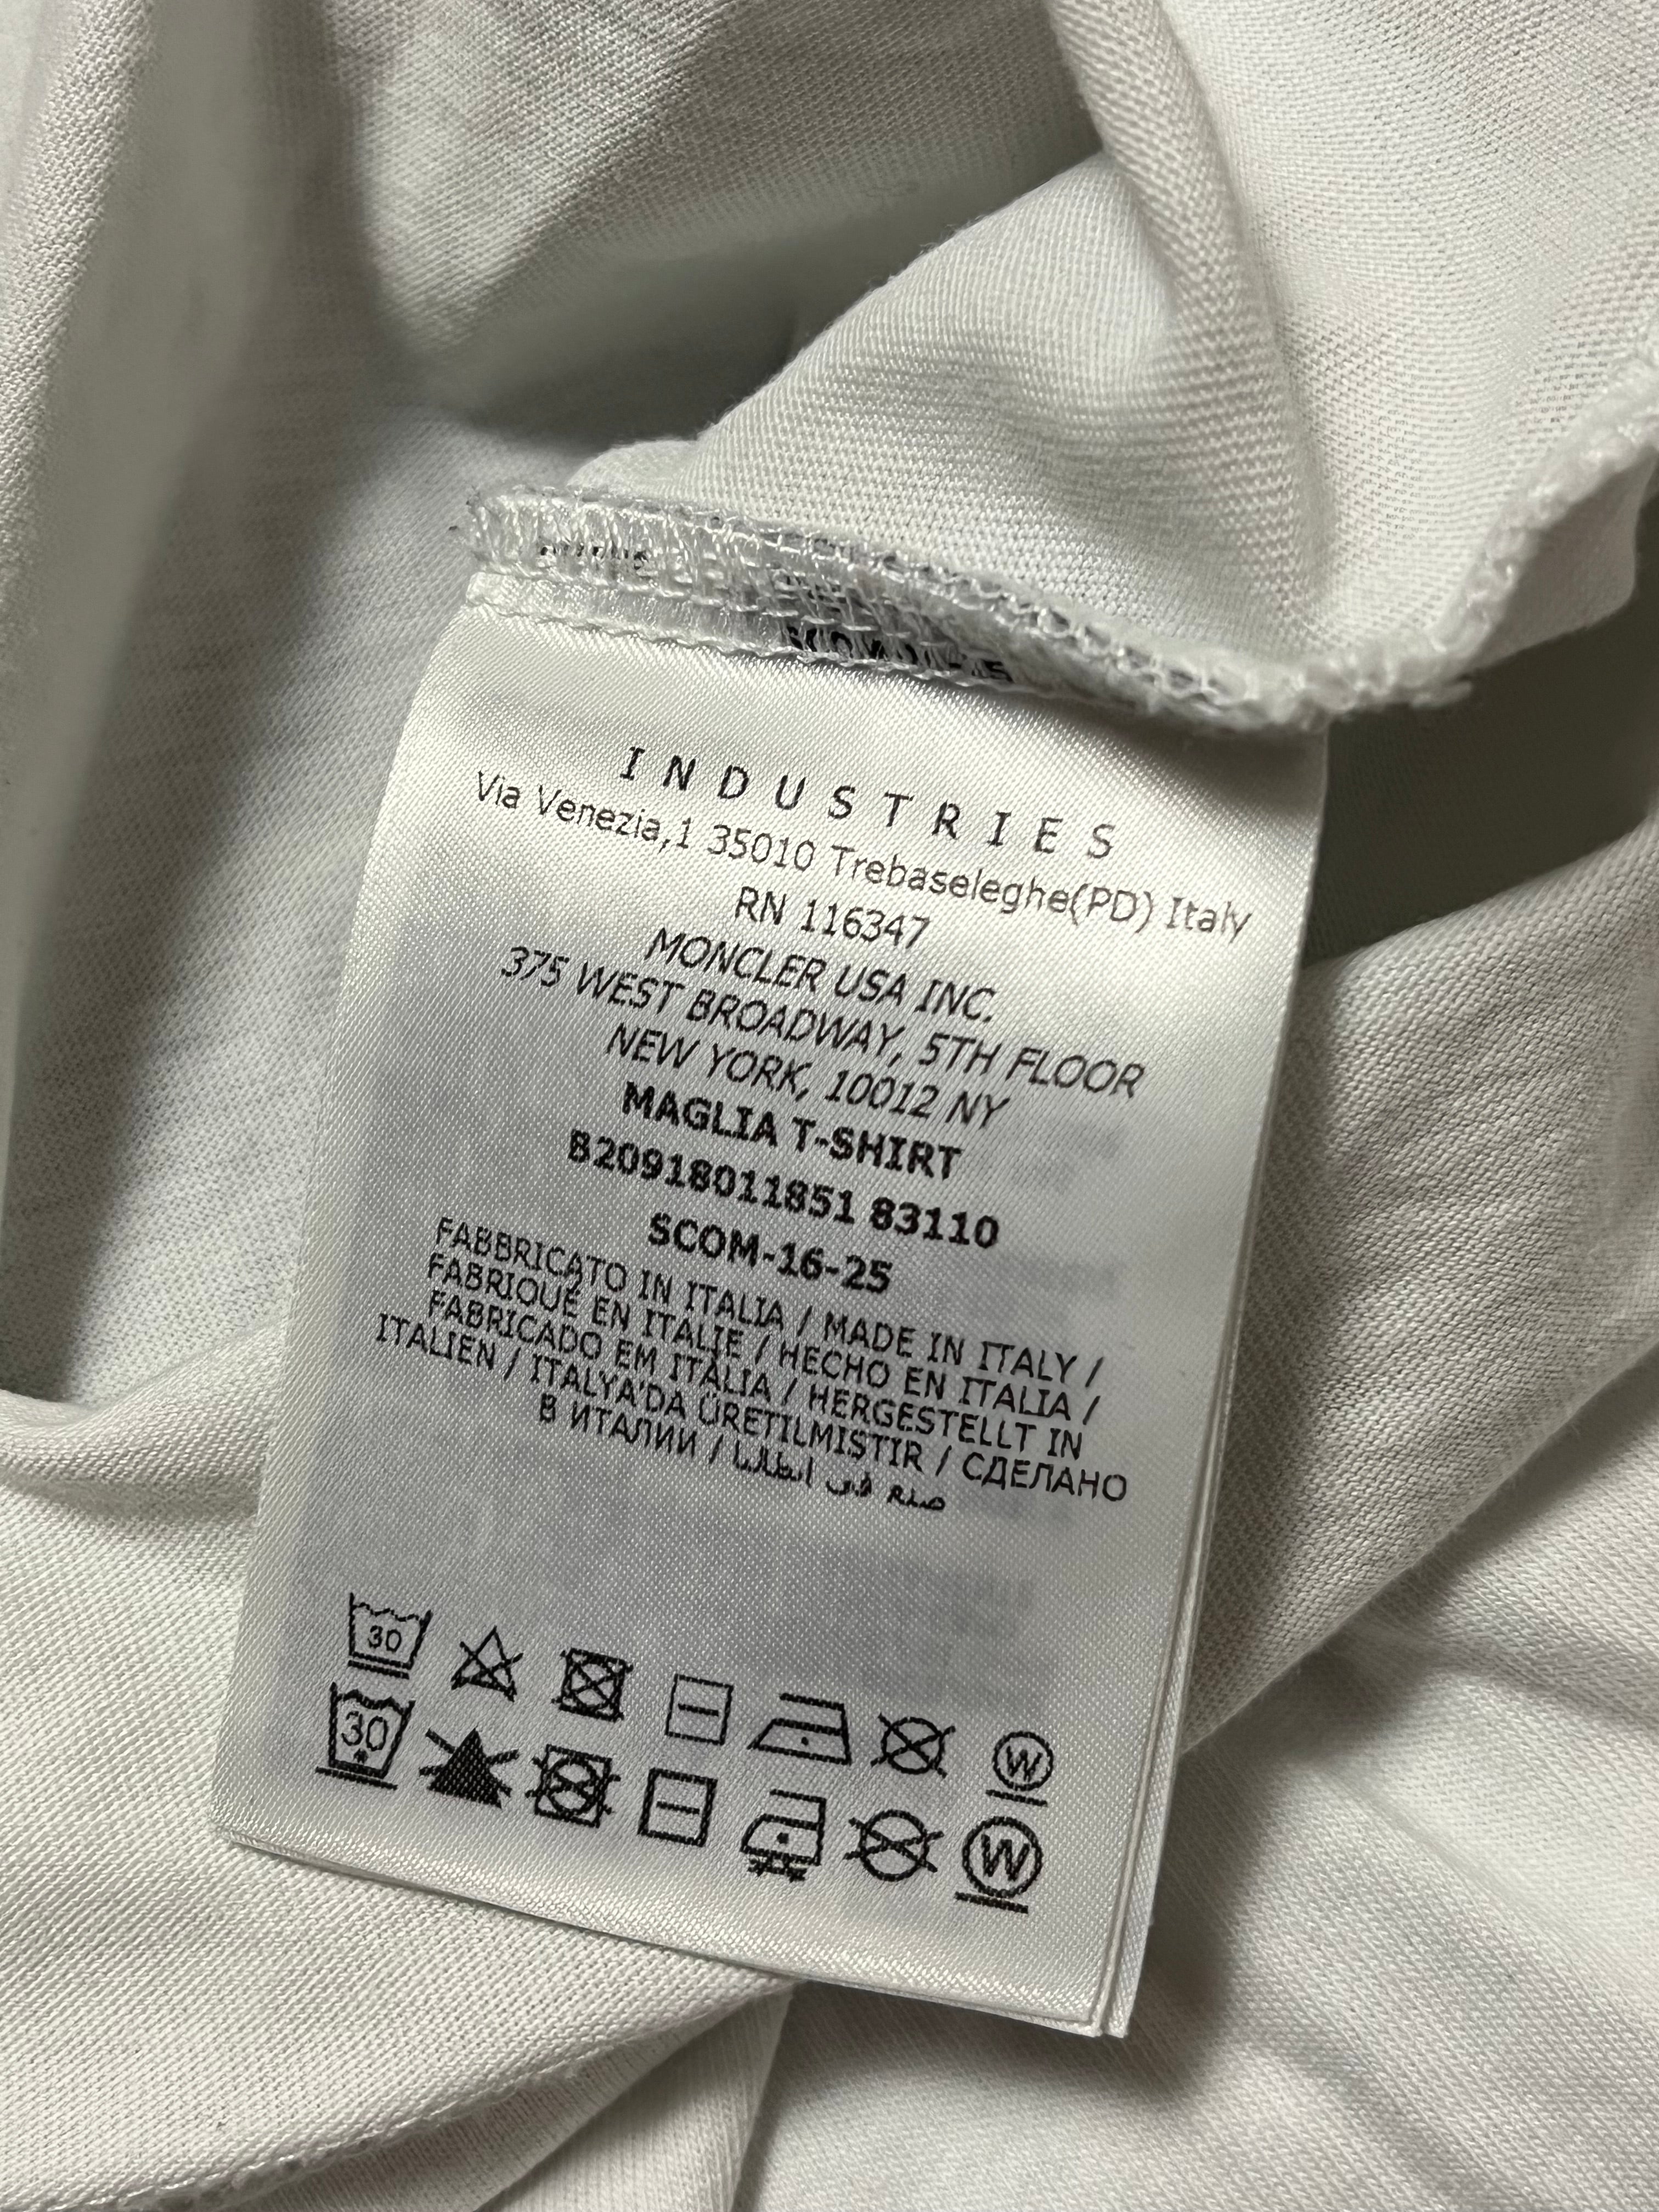 INDUSTRIES
Via Venezia,1 35010 Trebaseleghe(PD) Italy
RN 116347
MONCLER USA INC.
375 WEST BROADWAY, 5TH FLOOR
NEW YORK, 10012 NY
MAGLIA T-SHIRT
B20918011851 83110
SCOM-16-25
FABBRICATO IN ITALIA / MADE IN ITALY /
FABRIQUÉ EN ITALIE / HECHO EN ITALIA /
FABRICADO EM ITÁLIA / HERGESTELLT IN
ITALIEN / ITALYA'DA ÜRETILMISTIR / СДЕЛАНО
В ИТАЛИИ / صنع في ايطاليا
30
W
30
W